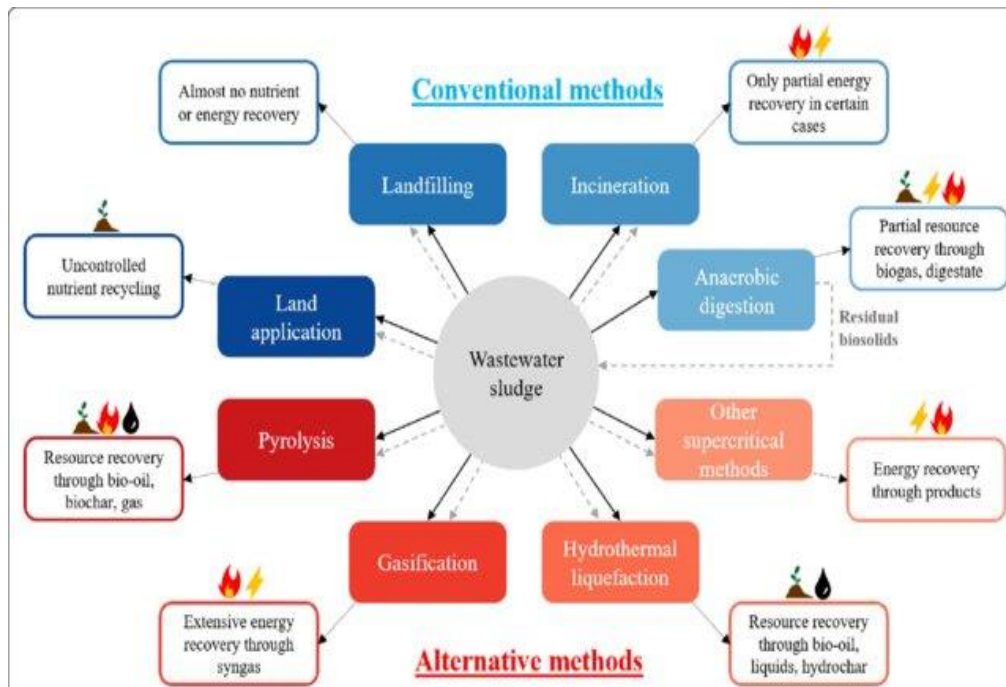 Conventional methods
Almost no nutrient
or energy recovery
Only partial energy
recovery in certain
cases
Landfilling
Incineration
Uncontrolled
nutrient recycling
Land
application
Anaerobic
digestion
Partial resource
recovery through
biogas, digestate
Residual
biosolids
Wastewater
sludge
Pyrolysis
Other
supercritical
methods
Resource recovery
through bio-oil,
biochar, gas
Energy recovery
through products
Gasification
Hydrothermal
liquefaction
Extensive energy
recovery through
syngas
Resource recovery
through bio-oil,
liquids, hydrochar
Alternative methods